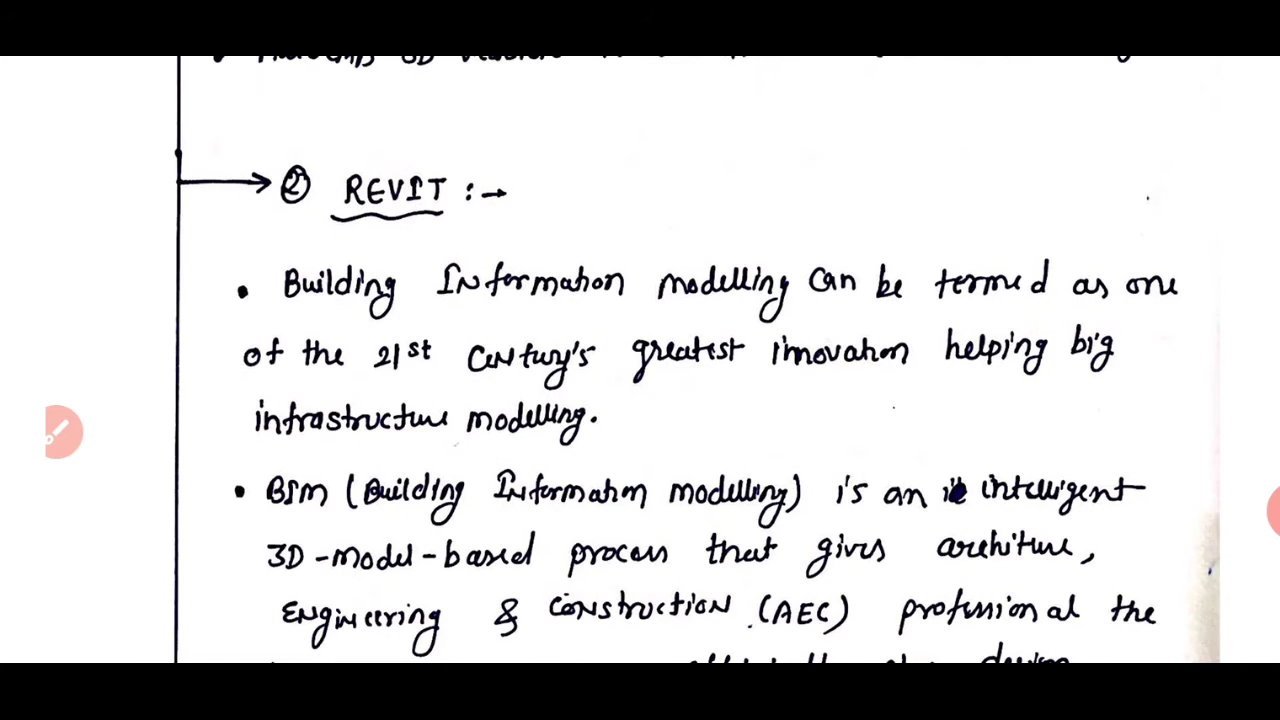 ② REVIT :→
• Building Information modelling can be termed as one
of the 21st Century's greatest innovation helping big
infrastructure modelling.
• BIM (Building Information modelling) is an intelligent
3D-model-based process that gives architure,
Engineering & construction (AEC) professional the
design